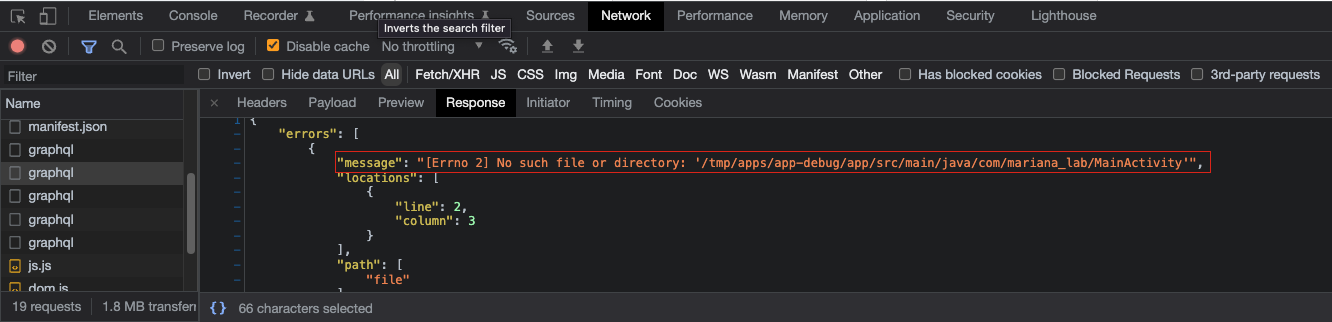 Elements Console Recorder Performance insights Sources Network Performance Memory Application Security Lighthouse
Inverts the search filter
Preserve log Disable cache No throttling
Filter Invert Hide data URLs All Fetch/XHR JS CSS Img Media Font Doc WS Wasm Manifest Other Has blocked cookies Blocked Requests 3rd-party requests
Name × Headers Payload Preview Response Initiator Timing Cookies
manifest.json
graphql
graphql
graphql
graphql
graphql
js.js
dom.js
1 {
- "errors": [
- {
- "message": "[Errno 2] No such file or directory: '/tmp/apps/app-debug/app/src/main/java/com/mariana_lab/MainActivity'",
- "locations": [
- {
- "line": 2,
- "column": 3
- }
- ],
- "path": [
- "file"
- ]
19 requests 1.8 MB transferr {} 66 characters selected